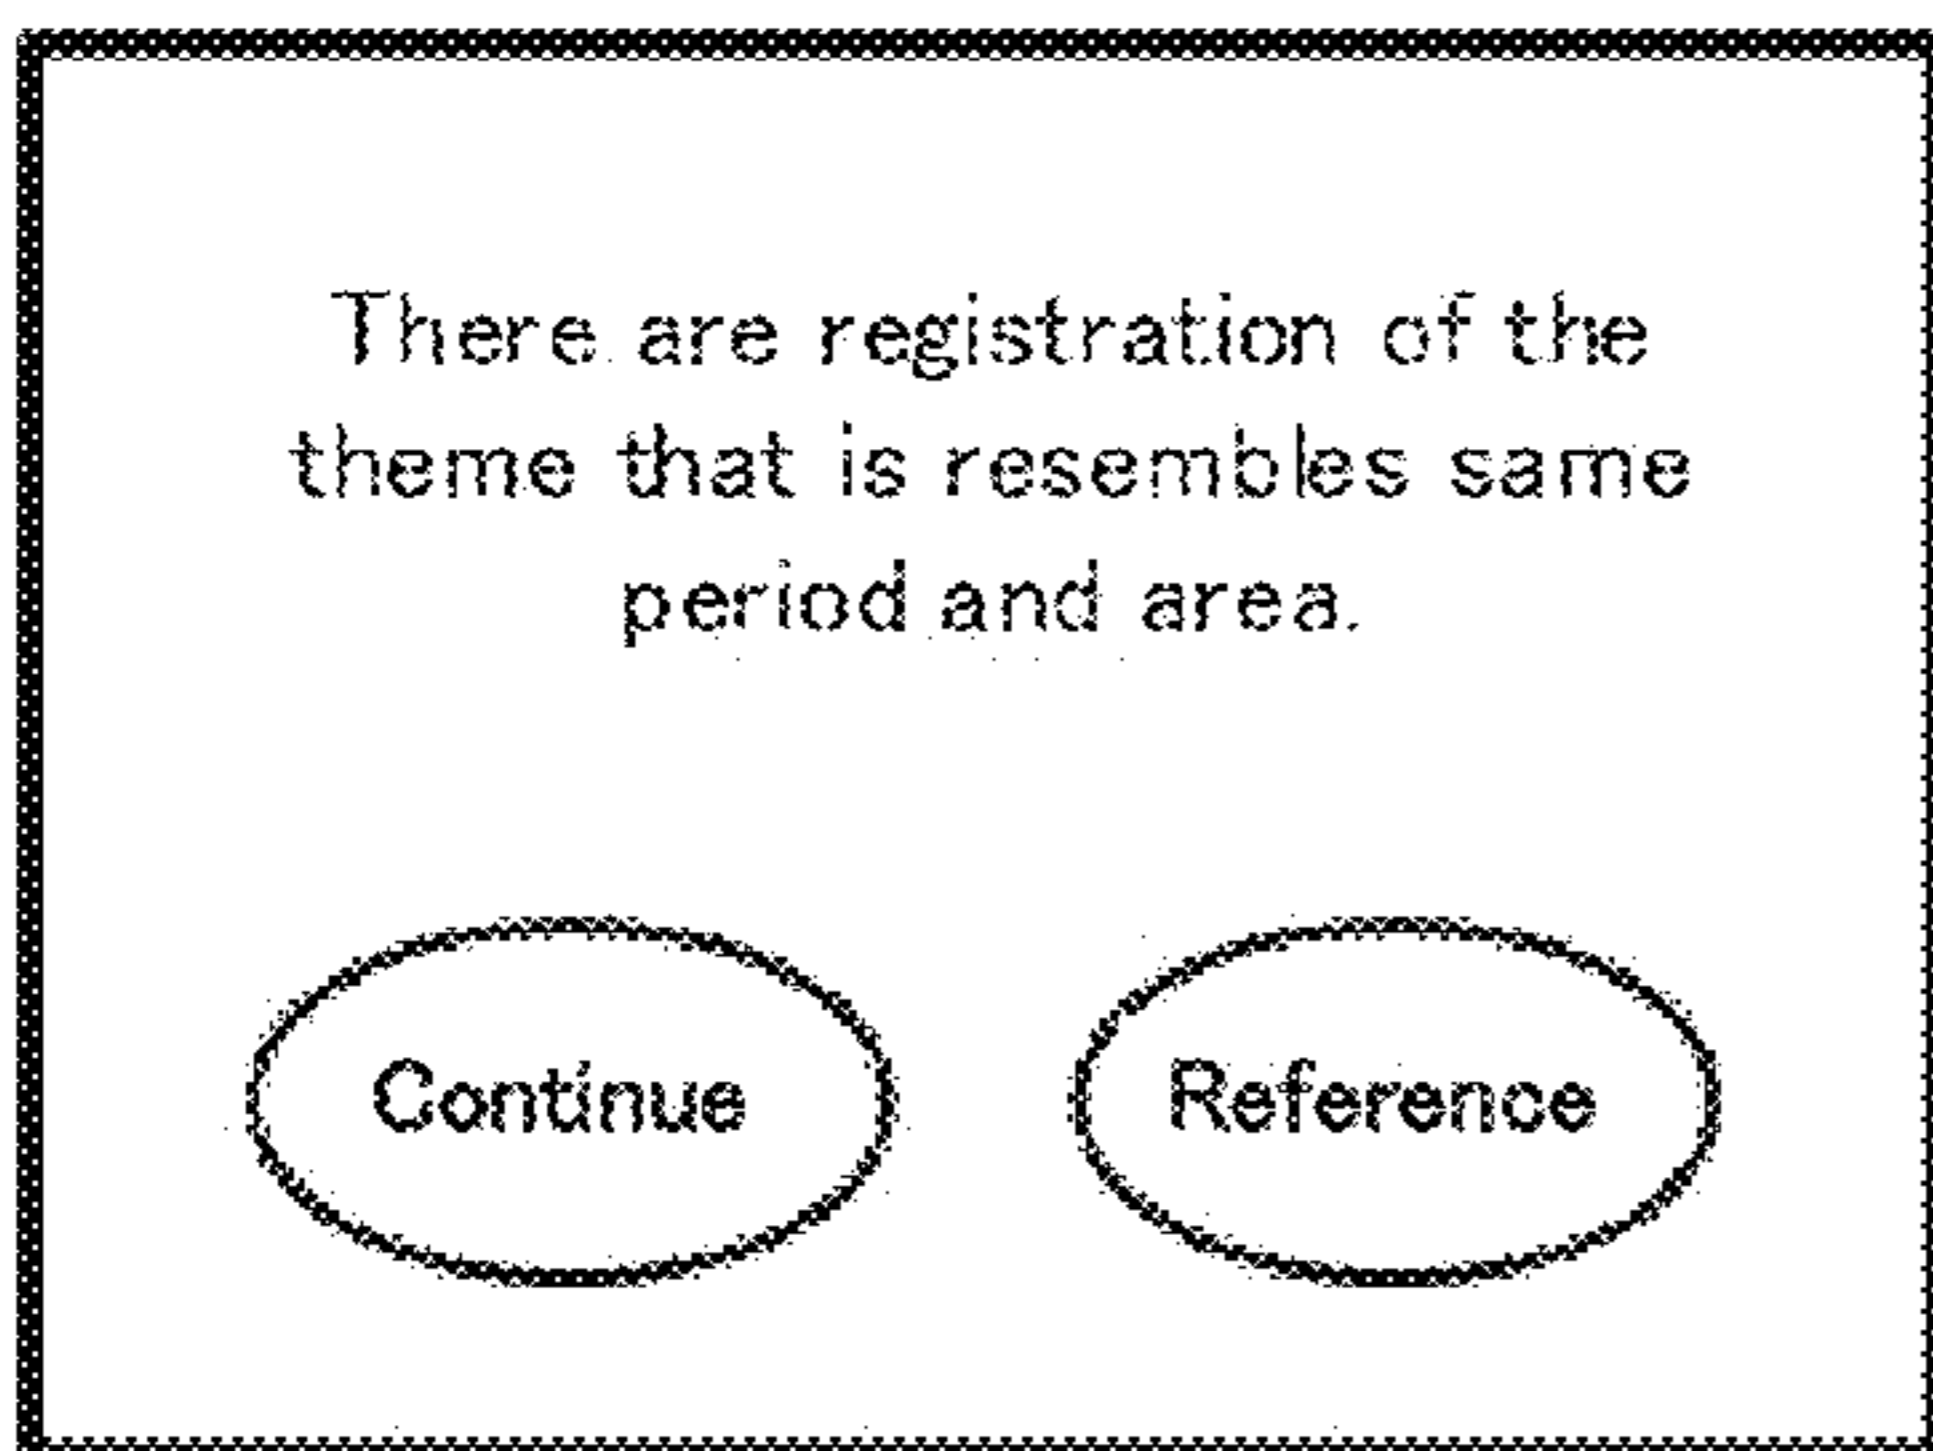 There are registration of the
theme that is resembles same
period and area.
Continue
Reference